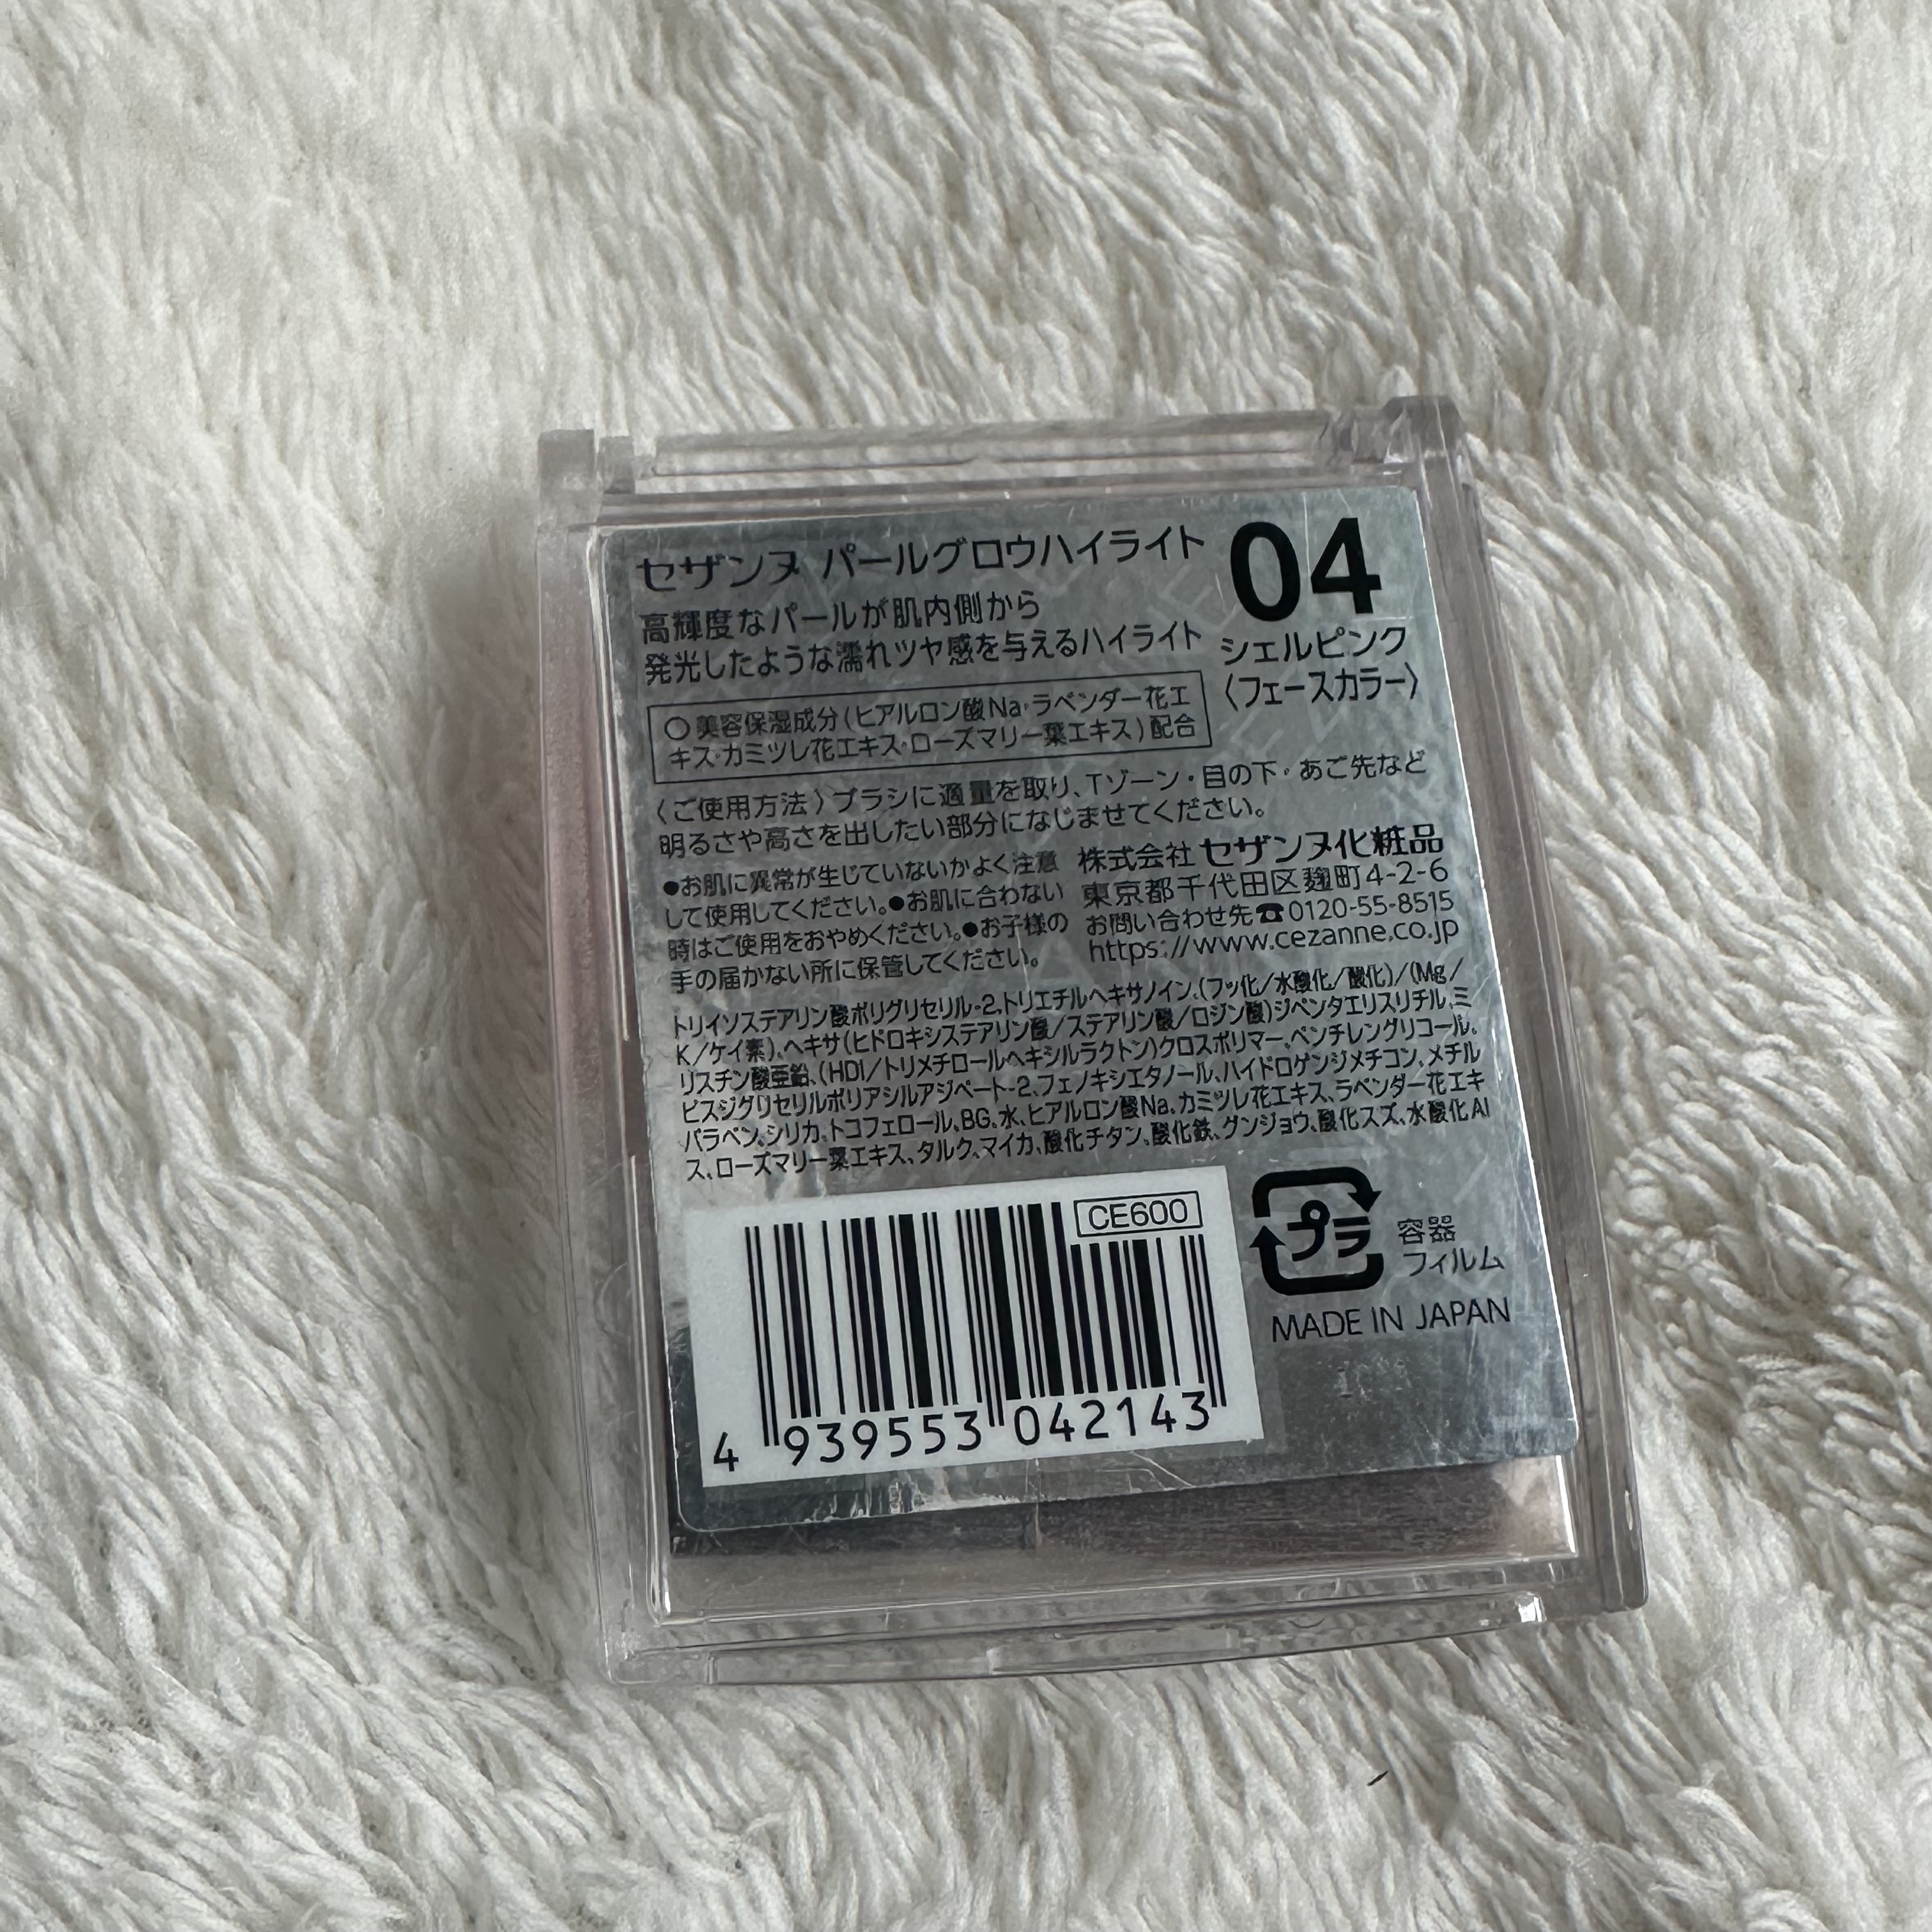 セザンヌ パールグロウハイライト
04
高輝度なパールが肌内側から
発光したような濡れツヤ感を与えるハイライト
シェルピンク
〈フェースカラー〉
○美容保湿成分(ヒアルロン酸Na・ラベンダー花エ
キス・カミツレ花エキス・ローズマリー葉エキス)配合
〈ご使用方法〉ブラシに適量を取り、Tゾーン・目の下・あご先など
明るさや高さを出したい部分になじませてください。
●お肌に異常が生じていないかよく注意
して使用してください。●お肌に合わない
時はご使用をおやめください。●お子様の
手の届かない所に保管してください。
株式会社セザンヌ化粧品
東京都千代田区麹町4-2-6
お問い合わせ先☎0120-55-8515
https://www.cezanne.co.jp
トリイソステアリン酸ポリグリセリル-2、トリエチルヘキサノイン、(フッ化/水酸化/酸化)/(Mg/
K/ケイ素)、ヘキサ(ヒドロキシステアリン酸/ステアリン酸/ロジン酸)ジペンタエリスリチル、ミ
リスチン酸亜鉛、(HDI/トリメチロールヘキシルラクトン)クロスポリマー、ペンチレングリコール、
ビスジグリセリルポリアシルアジペート-2、フェノキシエタノール、ハイドロゲンジメチコン、メチル
パラベン、シリカ、トコフェロール、BG、水、ヒアルロン酸Na、カミツレ花エキス、ラベンダー花エキ
ス、ローズマリー葉エキス、タルク、マイカ、酸化チタン、酸化鉄、グンジョウ、酸化スズ、水酸化Al
CE600
プラ
容器
フィルム
MADE IN JAPAN
4 939553 042143